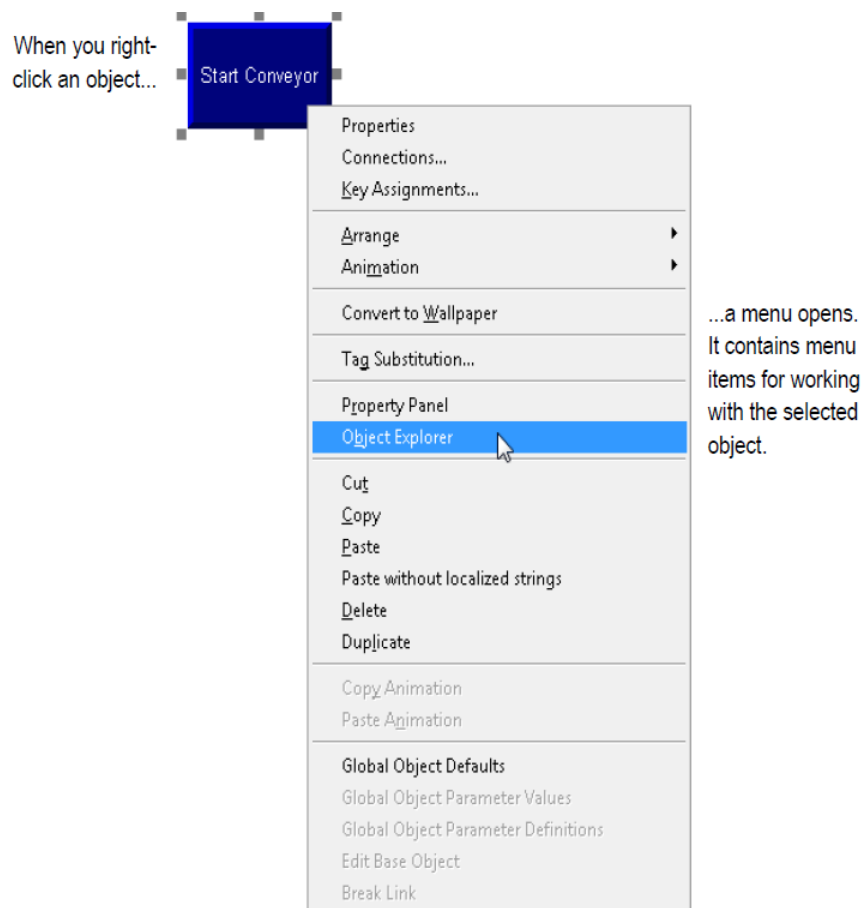 When you right-
click an object...
Start Conveyor
Properties
Connections...
Key Assignments...
Arrange
Animation
Convert to Wallpaper
Tag Substitution...
Property Panel
Object Explorer
Cut
Copy
Paste
Paste without localized strings
Delete
Duplicate
Copy Animation
Paste Animation
Global Object Defaults
Global Object Parameter Values
Global Object Parameter Definitions
Edit Base Object
Break Link
...a menu opens.
It contains menu
items for working
with the selected
object.